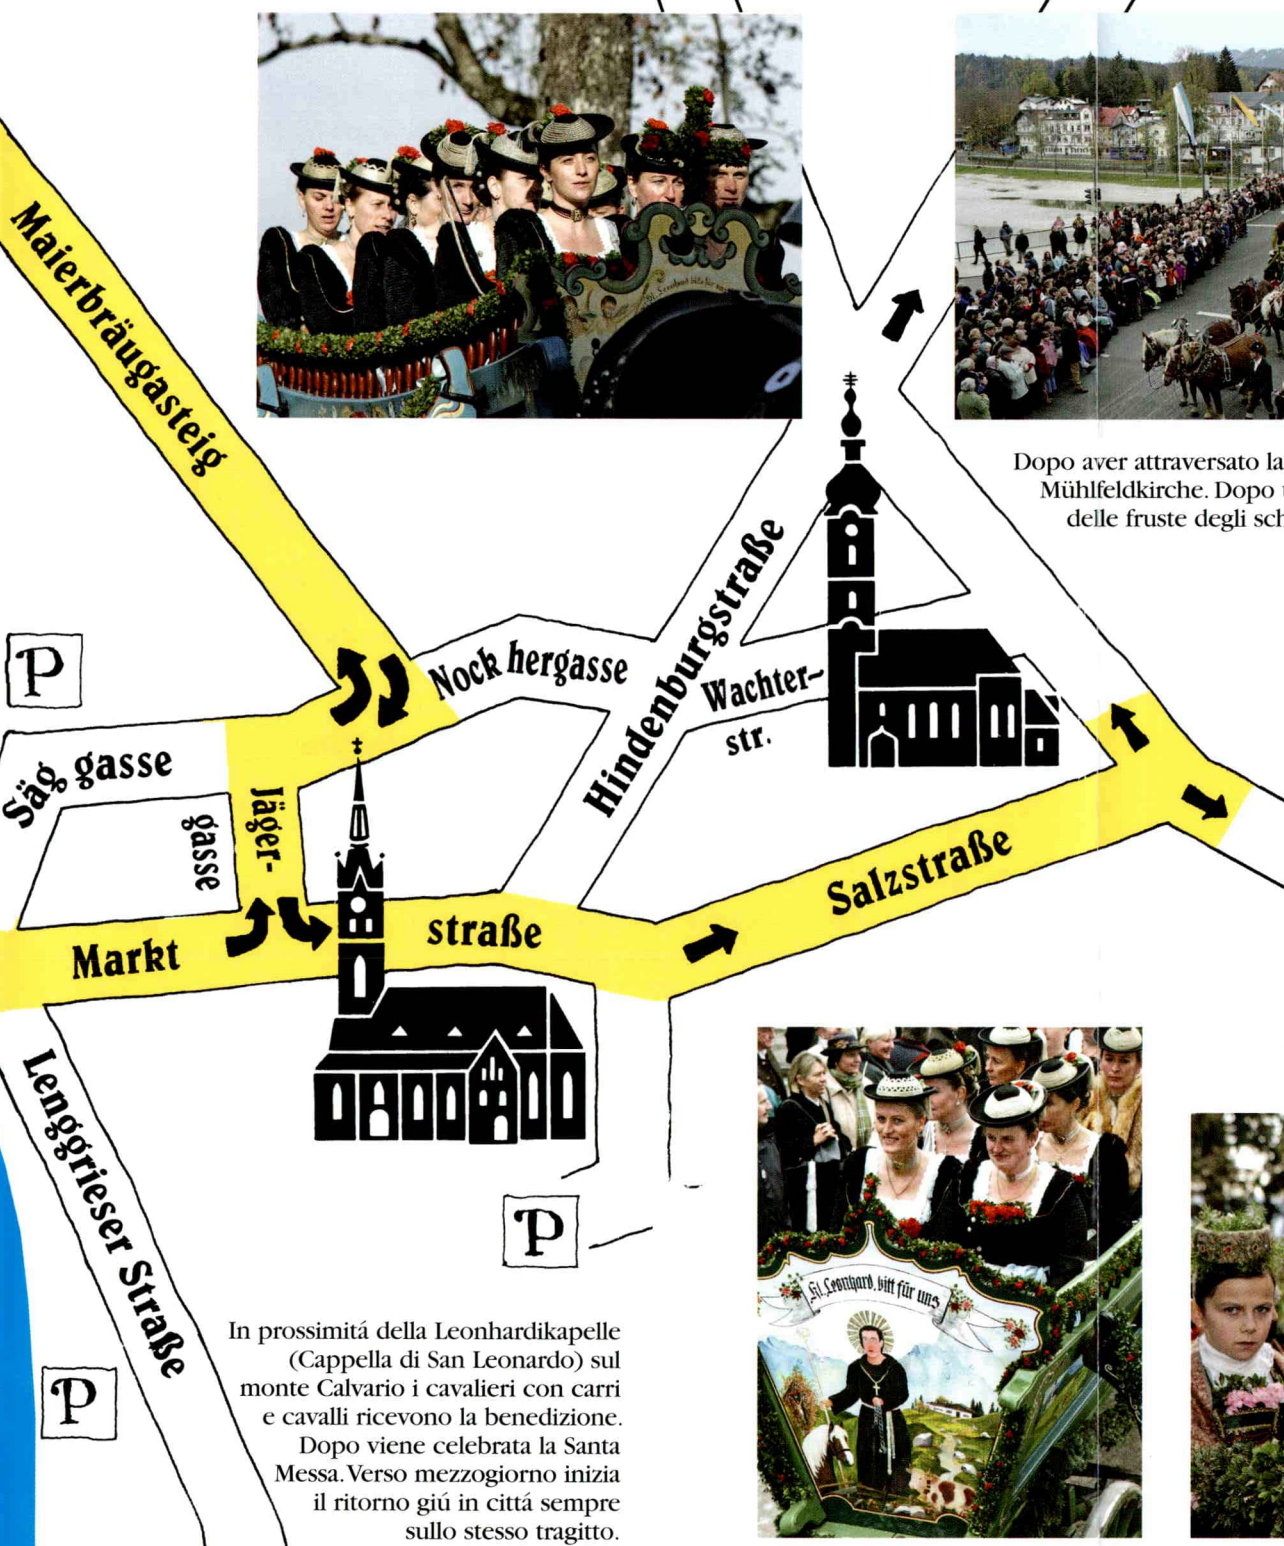 Maierbräugasteig
Dopo aver attraversato la
Mühlfeldkirche. Dopo
delle fruste degli
P
Nock hergasse
Hindenburgstraße
Wachter-
str.
Säg gasse
Jäger-
gasse
Salzstraße
Markt
straße
Lenggrieser Straße
P
Hl. Leonhard, bitt für uns
In prossimitá della Leonhardikapelle
(Cappella di San Leonardo) sul
monte Calvario i cavalieri con carri
e cavalli ricevono la benedizione.
Dopo viene celebrata la Santa
Messa. Verso mezzogiorno inizia
il ritorno giú in cittá sempre
sullo stesso tragitto.
P